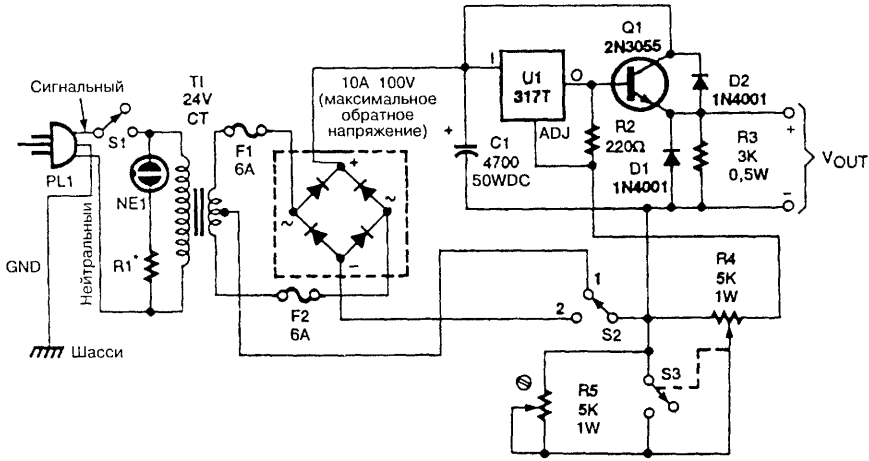 Сигнальный
S1
PL1
GND
Шасси
Нейтральный
NE1
R1*
TI
24V
CT
F1
6A
F2
6A
10A 100V
(максимальное
обратное
напряжение)
+
~
~
−
+
C1
4700
50WDC
I
U1
317T
O
ADJ
Q1
2N3055
R2
220Ω
D1
1N4001
D2
1N4001
R3
3K
0,5W
+
−
VOUT
1
2
S2
R4
5K
1W
R5
5K
1W
S3